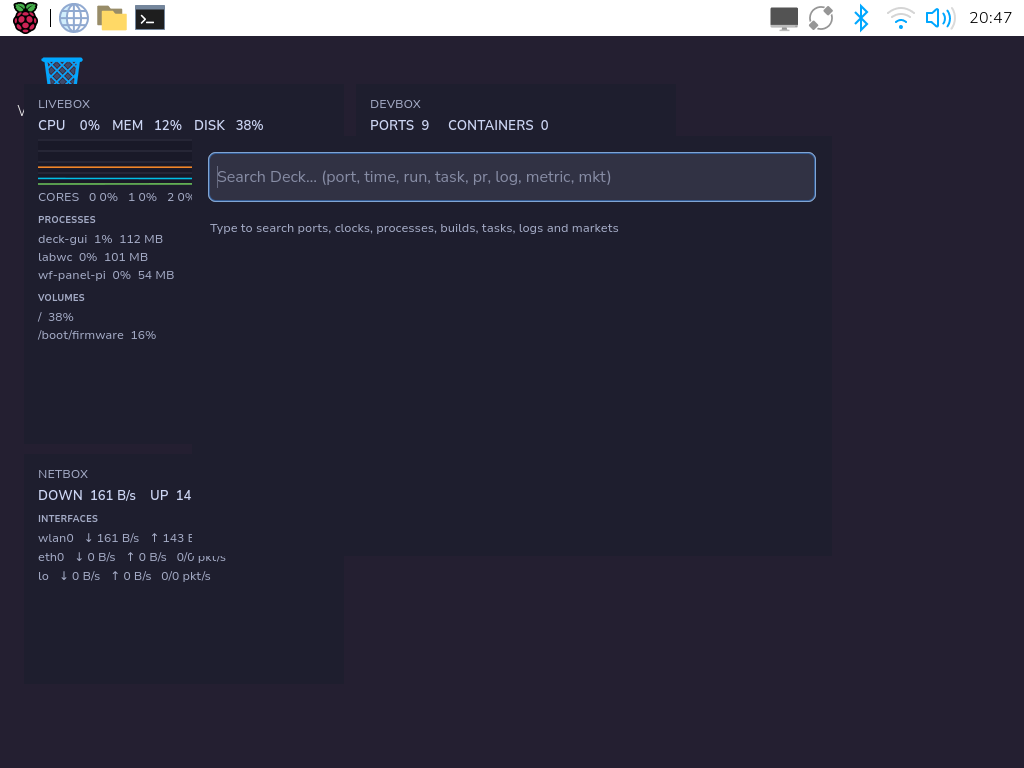 20:47
LIVEBOX
CPU 0% MEM 12% DISK 38%
DEVBOX
PORTS 9 CONTAINERS 0
Search Deck... (port, time, run, task, pr, log, metric, mkt)
Type to search ports, clocks, processes, builds, tasks, logs and markets
CORES 0 0% 1 0% 2 0%
PROCESSES
deck-gui 1% 112 MB
labwc 0% 101 MB
wf-panel-pi 0% 54 MB
VOLUMES
/ 38%
/boot/firmware 16%
NETBOX
DOWN 161 B/s UP 14
INTERFACES
wlan0 ↓ 161 B/s ↑ 143
eth0 ↓ 0 B/s ↑ 0 B/s 0/0 pkt/s
lo ↓ 0 B/s ↑ 0 B/s 0/0 pkt/s